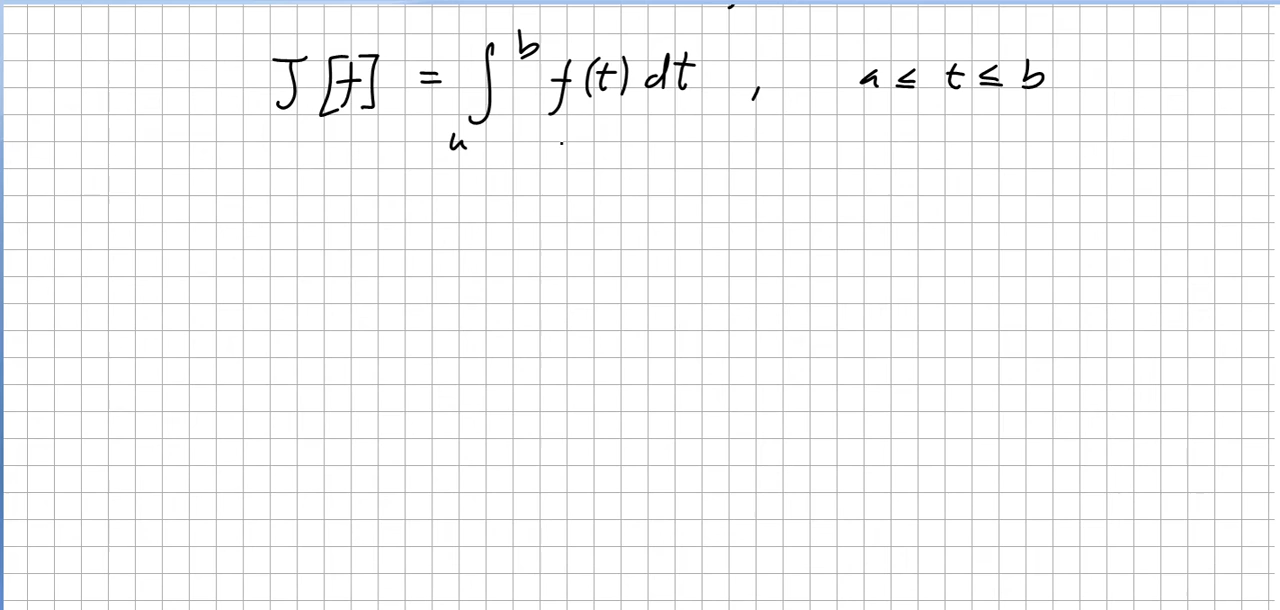 J[f] = ∫_a^b f(t) dt , a ≤ t ≤ b